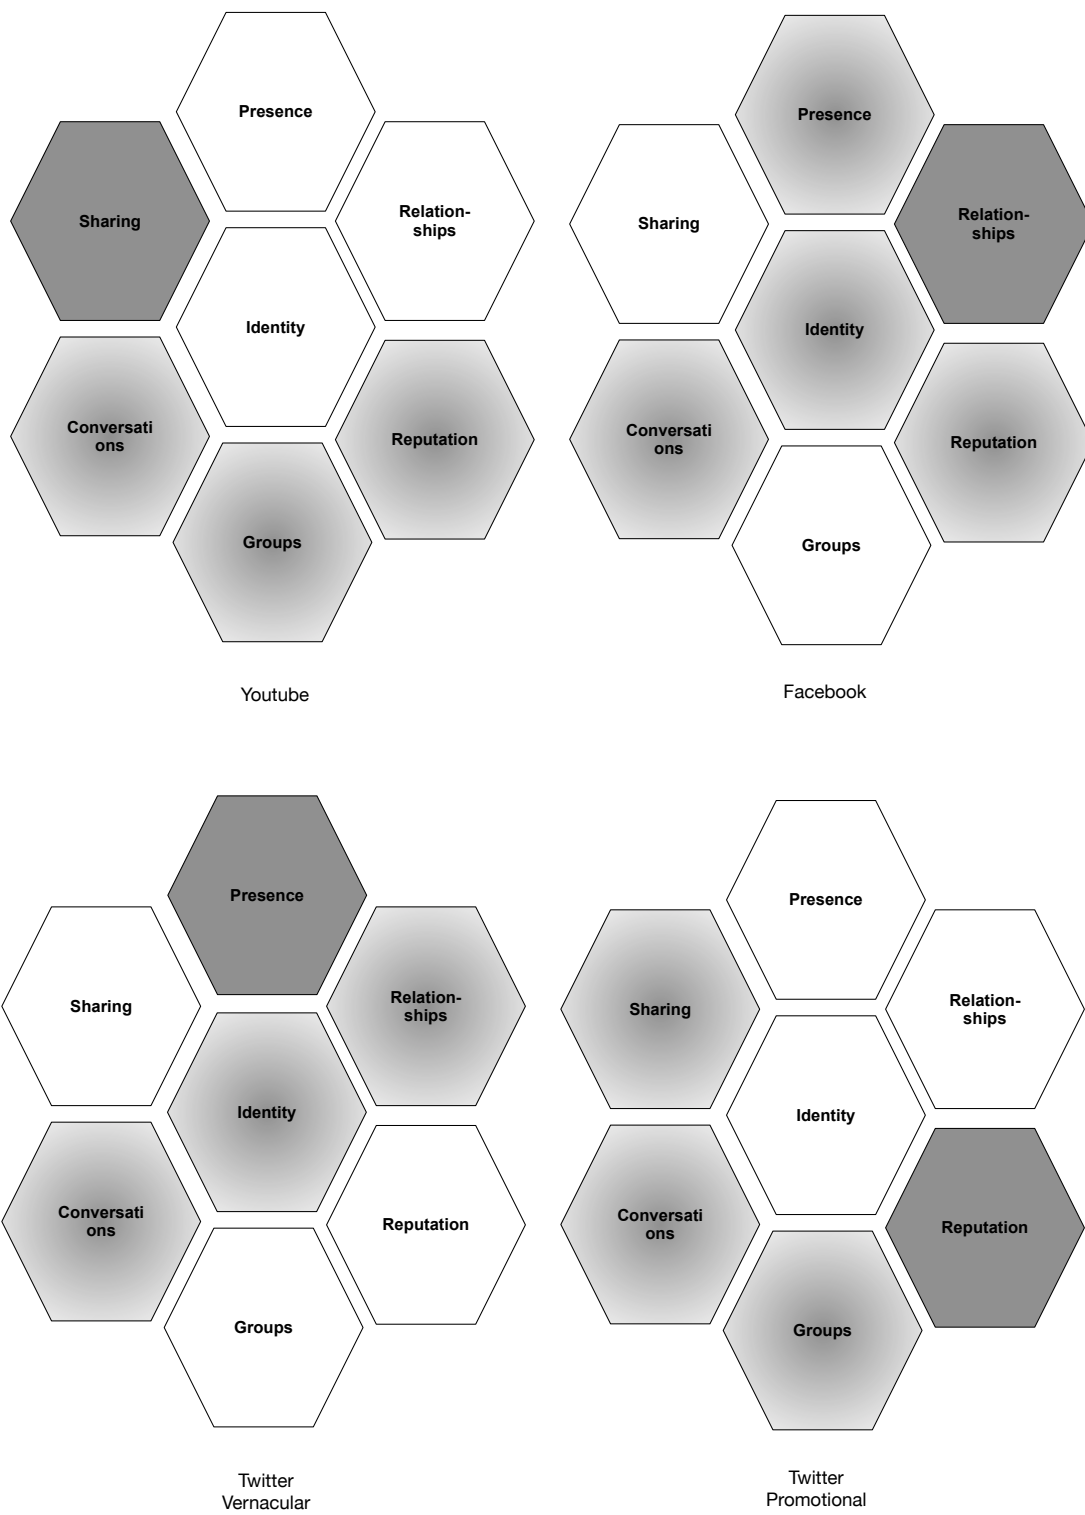 Presence
Sharing
Relation-
ships
Identity
Conversati
ons
Reputation
Groups
Youtube
Presence
Sharing
Relation-
ships
Identity
Conversati
ons
Reputation
Groups
Facebook
Presence
Sharing
Relation-
ships
Identity
Conversati
ons
Reputation
Groups
Twitter
Vernacular
Presence
Sharing
Relation-
ships
Identity
Conversati
ons
Reputation
Groups
Twitter
Promotional